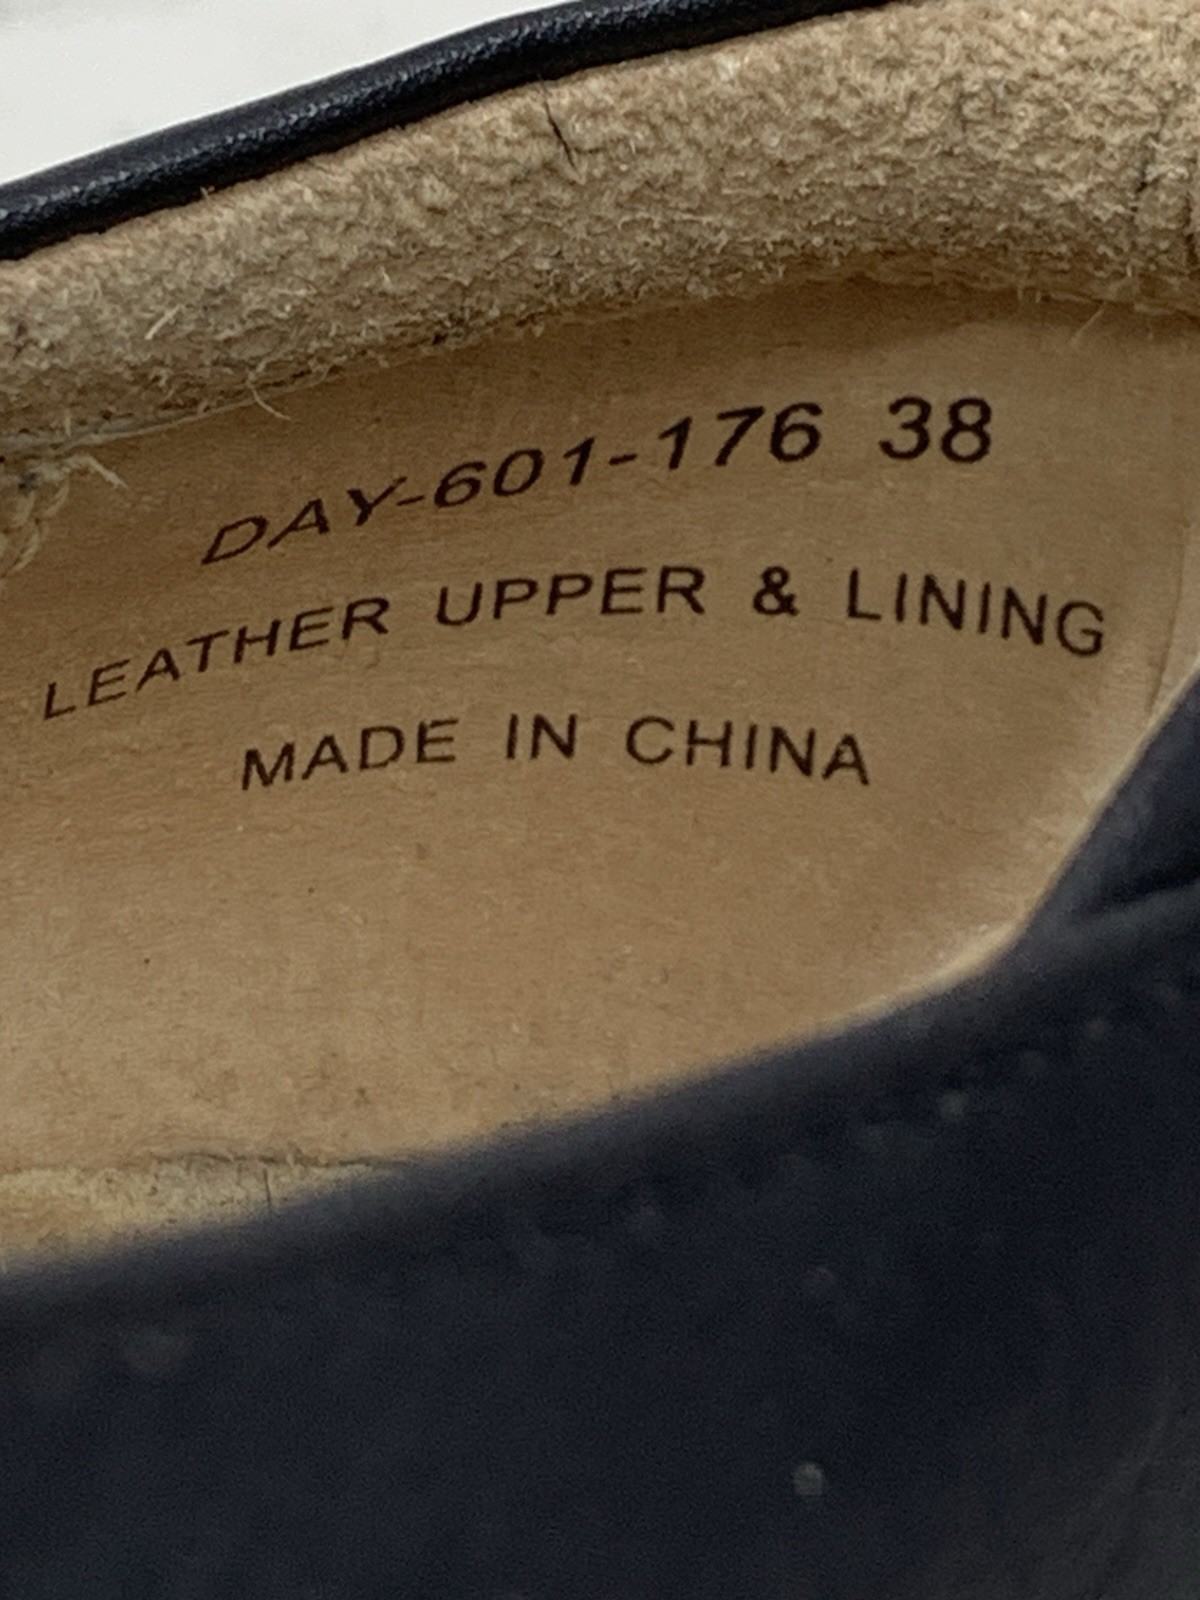 DAY-601-176 38
LEATHER UPPER & LINING
MADE IN CHINA